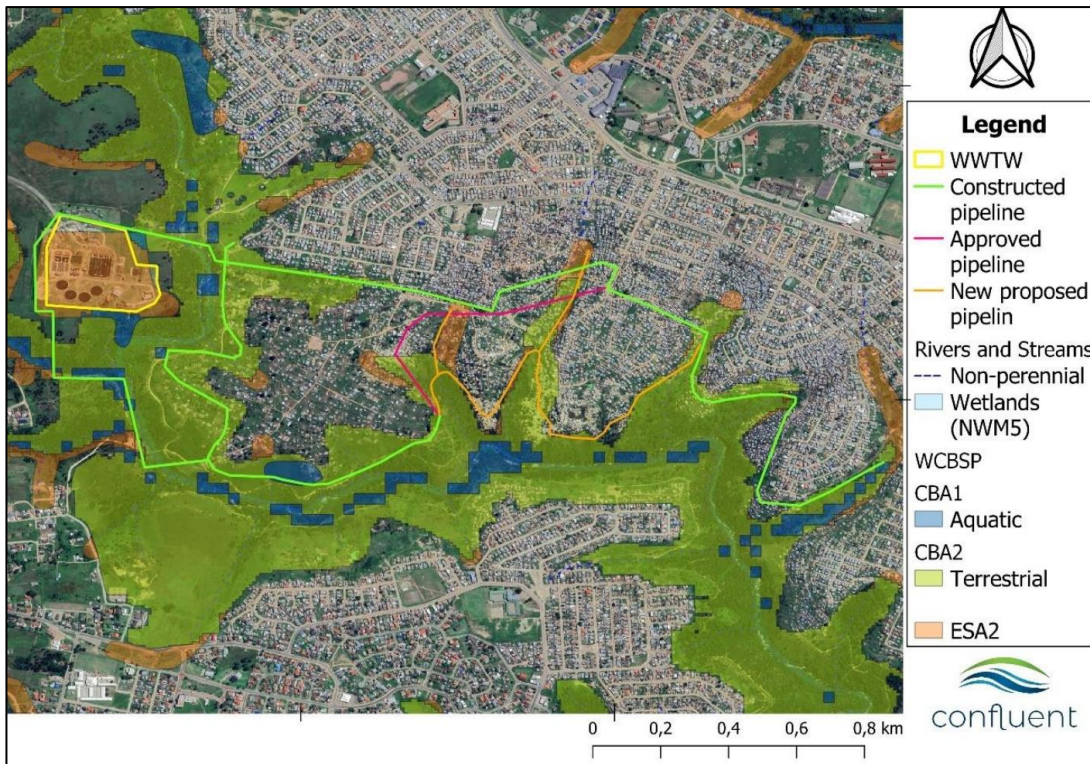 Legend
WWTW
Constructed
pipeline
Approved
pipeline
New proposed
pipelin
Rivers and Streams
Non-perennial
Wetlands
(NWM5)
WCBSP
CBA1
Aquatic
CBA2
Terrestrial
ESA2
confluent
0 0,2 0,4 0,6 0,8 km